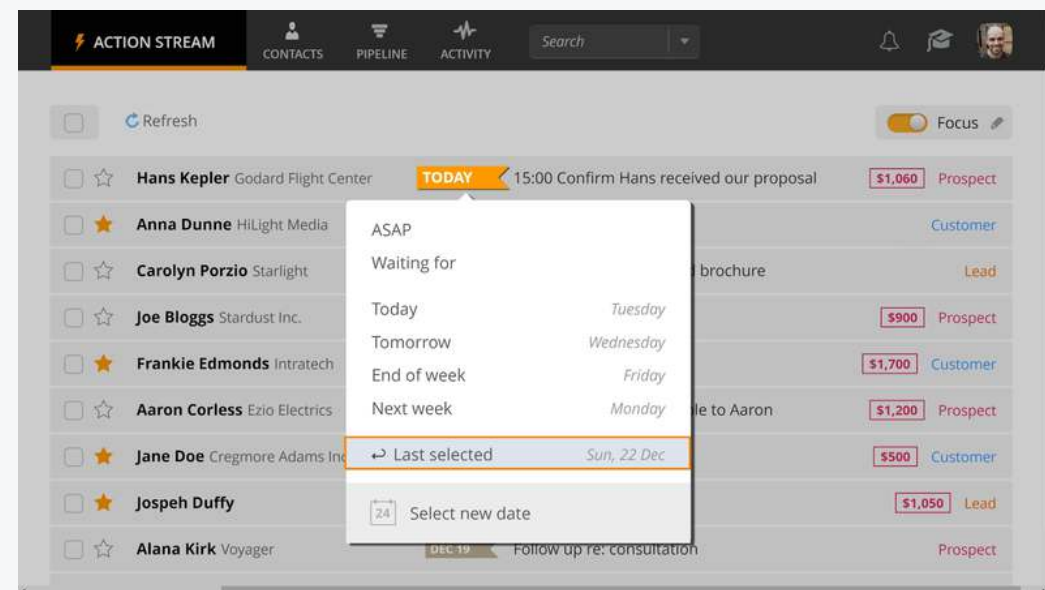 ACTION STREAM CONTACTS PIPELINE ACTIVITY Search
Refresh Focus
Hans Kepler Godard Flight Center TODAY 15:00 Confirm Hans received our proposal $1,060 Prospect
Anna Dunne HiLight Media Customer
Carolyn Porzio Starlight brochure Lead
Joe Bloggs Stardust Inc. $900 Prospect
Frankie Edmonds Intratech $1,700 Customer
Aaron Corless Ezio Electrics to Aaron $1,200 Prospect
Jane Doe Cregmore Adams Inc $500 Customer
Jospeh Duffy $1,050 Lead
Alana Kirk Voyager DEC 19 Follow up re: consultation Prospect
ASAP
Waiting for
Today Tuesday
Tomorrow Wednesday
End of week Friday
Next week Monday
Last selected Sun, 22 Dec
24 Select new date